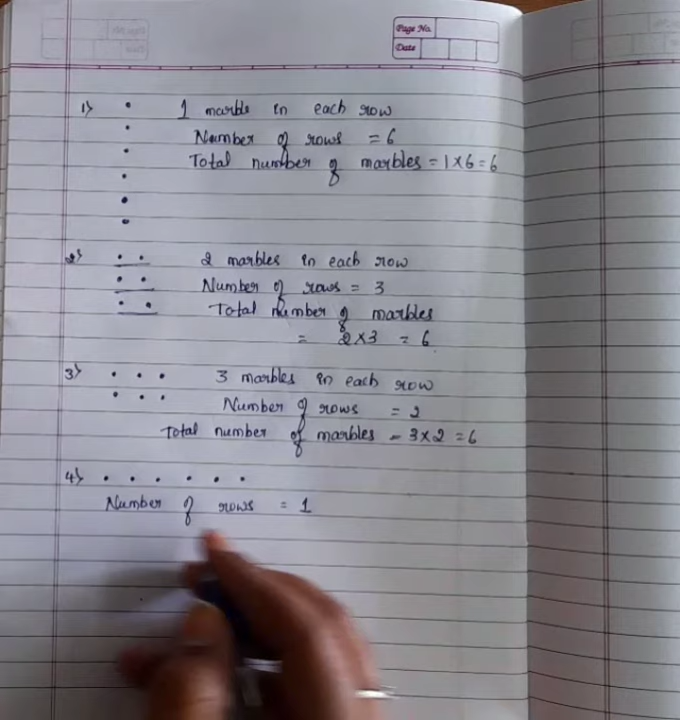 Page No.
Date
1) 1 marble in each row
Number of rows = 6
Total number of marbles = 1 × 6 = 6
2) 2 marbles in each row
Number of rows = 3
Total number of marbles
= 2 × 3 = 6
3) 3 marbles in each row
Number of rows = 2
Total number of marbles = 3 × 2 = 6
4)
Number of rows = 1